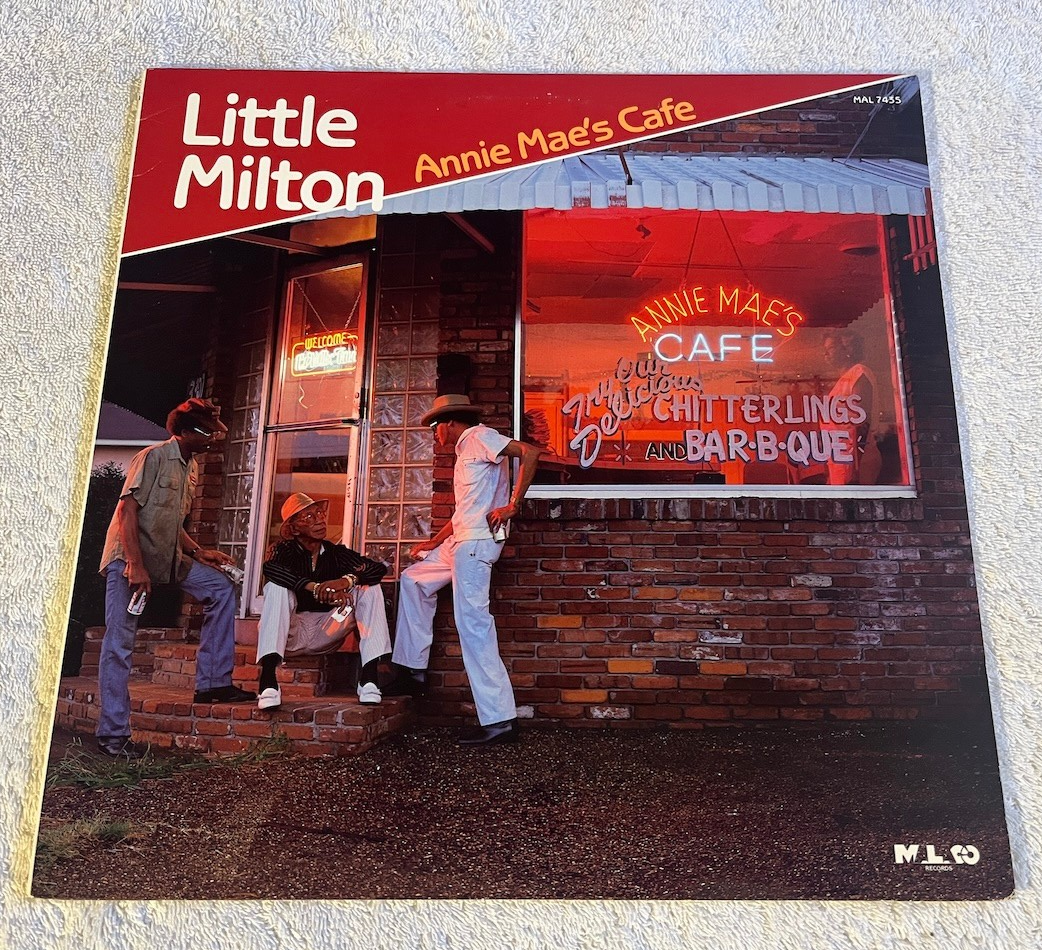 Little
Milton
Annie Mae's Cafe
MAL 7435
WELCOME
ANNIE MAE'S
CAFE
Try Our
Delicious
CHITTERLINGS
AND BAR·B·QUE
MALACO
RECORDS